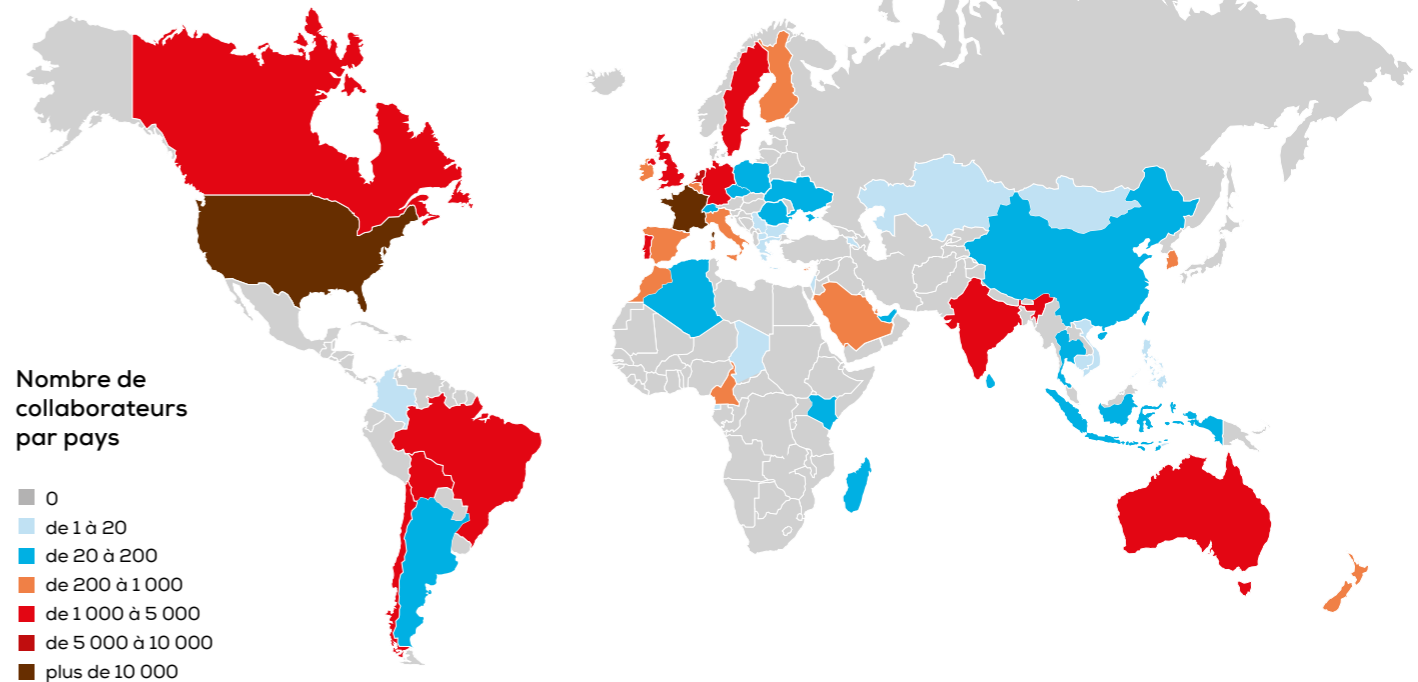 Nombre de
collaborateurs
par pays
0
de 1 à 20
de 20 à 200
de 200 à 1 000
de 1 000 à 5 000
de 5 000 à 10 000
plus de 10 000